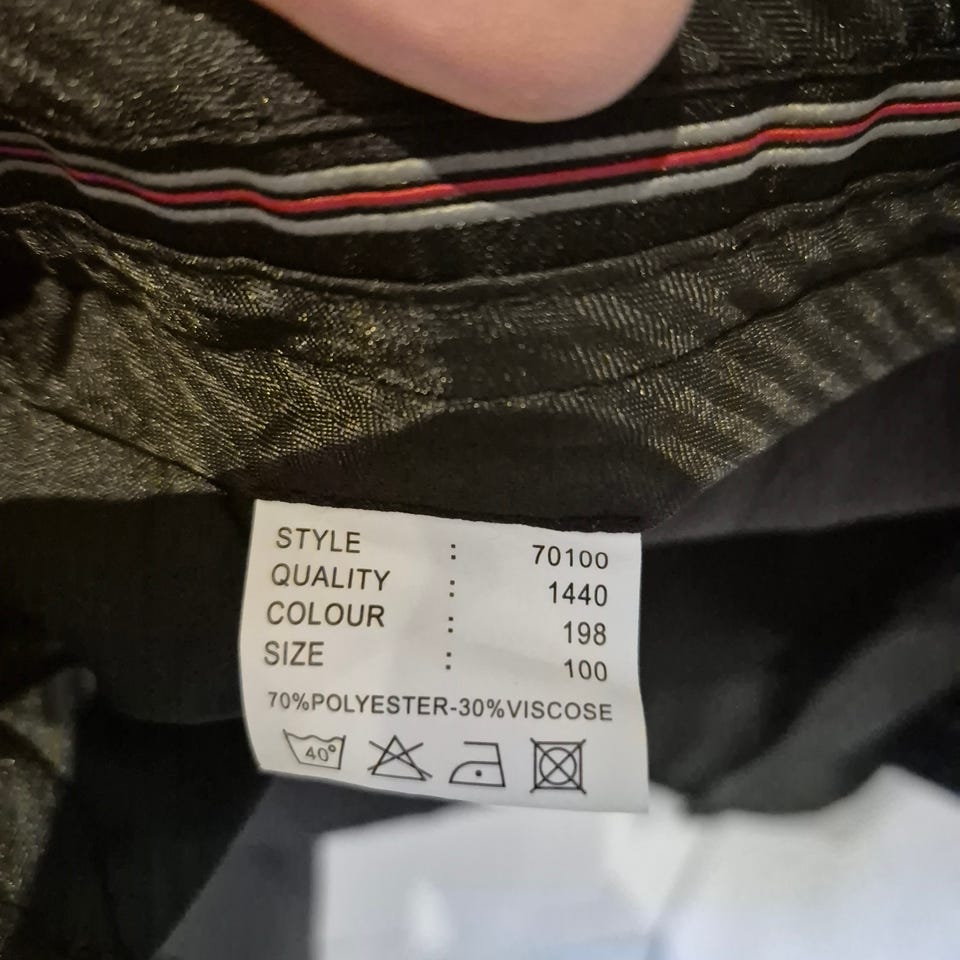 STYLE : 70100
QUALITY : 1440
COLOUR : 198
SIZE : 100
70%POLYESTER-30%VISCOSE
40°